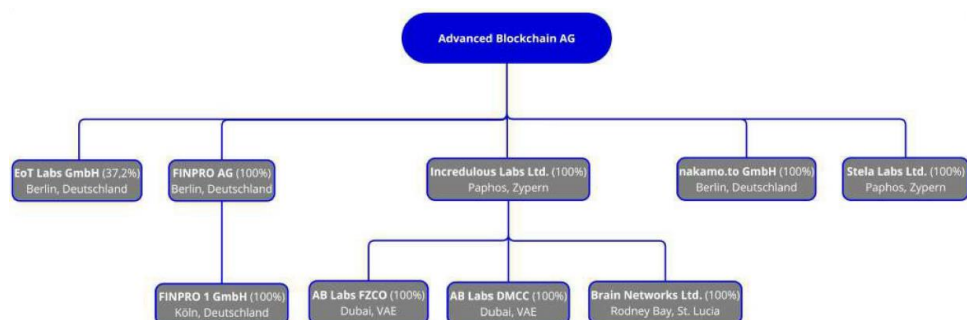 Advanced Blockchain AG
EoT Labs GmbH (37,2%)
Berlin, Deutschland
FINPRO AG (100%)
Berlin, Deutschland
Incredulous Labs Ltd. (100%)
Paphos, Zypern
nakamo.to GmbH (100%)
Berlin, Deutschland
Stela Labs Ltd. (100%)
Paphos, Zypern
FINPRO 1 GmbH (100%)
Köln, Deutschland
AB Labs FZCO (100%)
Dubai, VAE
AB Labs DMCC (100%)
Dubai, VAE
Brain Networks Ltd. (100%)
Rodney Bay, St. Lucia